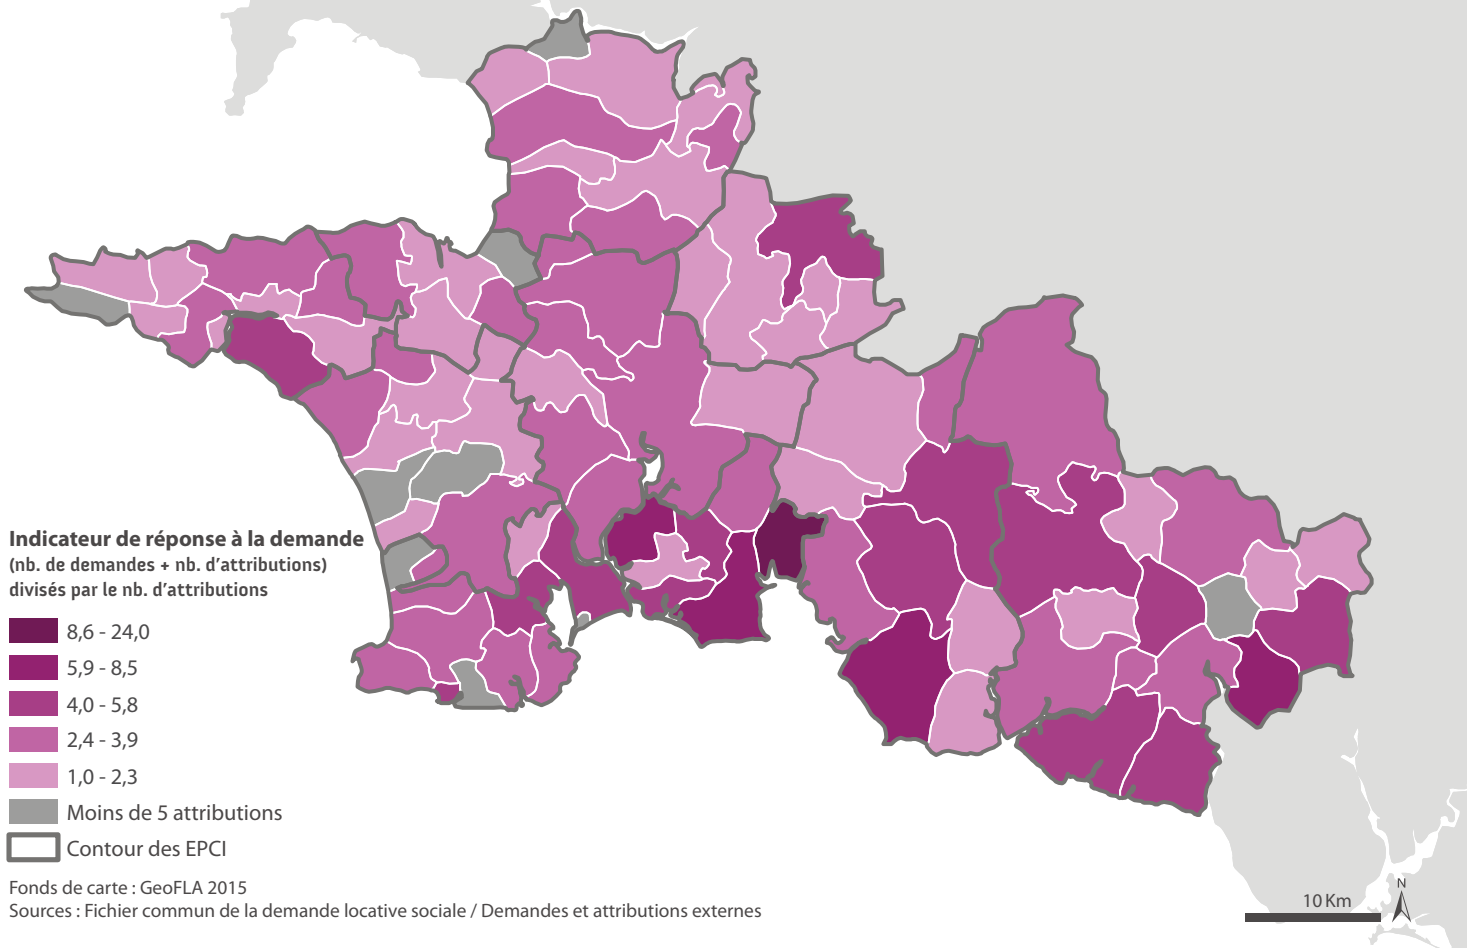 Indicateur de réponse à la demande
(nb. de demandes + nb. d'attributions)
divisés par le nb. d'attributions
8,6 - 24,0
5,9 - 8,5
4,0 - 5,8
2,4 - 3,9
1,0 - 2,3
Moins de 5 attributions
Contour des EPCI
Fonds de carte : GeoFLA 2015
Sources : Fichier commun de la demande locative sociale / Demandes et attributions externes
10 Km
N